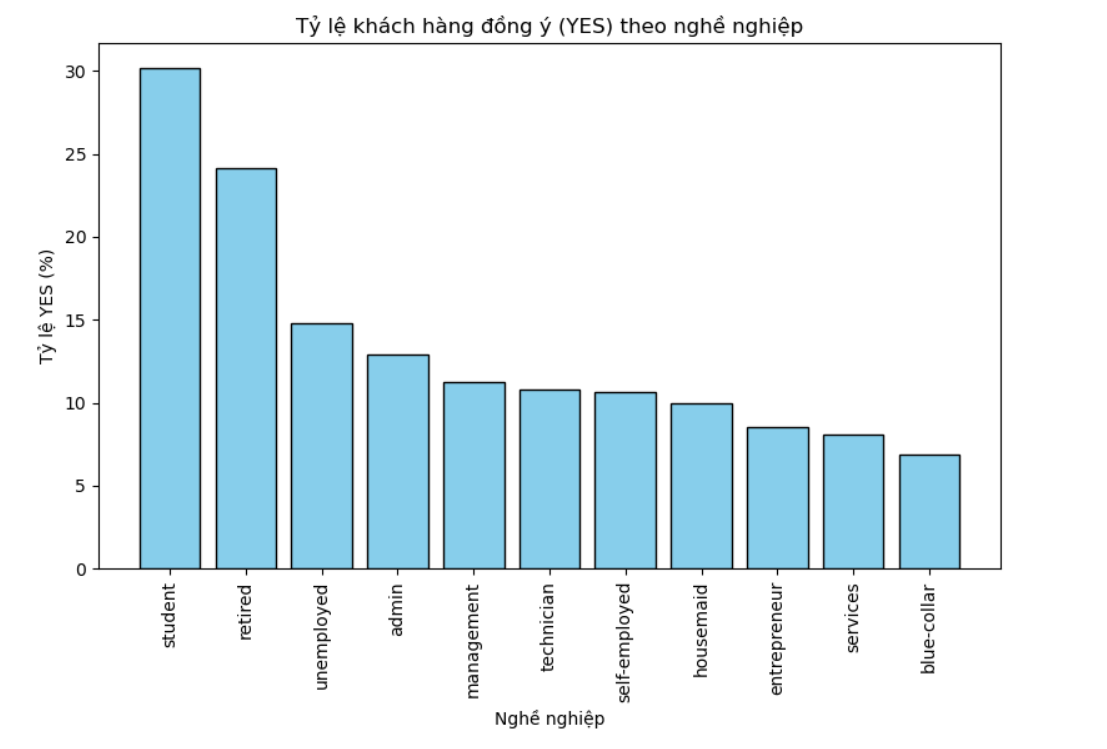 Tỷ lệ khách hàng đồng ý (YES) theo nghề nghiệp
Tỷ lệ YES (%)
30
25
20
15
10
5
0
student
retired
unemployed
admin
management
technician
self-employed
housemaid
entrepreneur
services
blue-collar
Nghề nghiệp